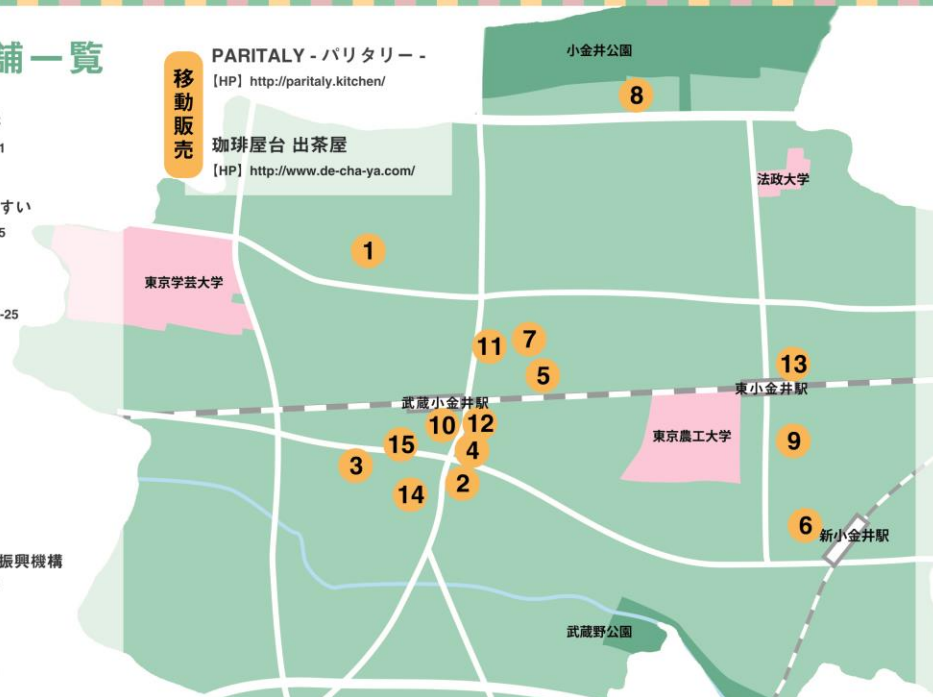 舗一覧
1
すい
5
-25
振興機構
移動販売
PARITALY - パリタリー -
【HP】http://paritaly.kitchen/
珈琲屋台 出茶屋
【HP】http://www.de-cha-ya.com/
小金井公園
8
法政大学
1
東京学芸大学
11
7
5
13
東小金井駅
武蔵小金井駅
10
12
東京農工大学
9
15
4
3
2
14
6
新小金井駅
武蔵野公園